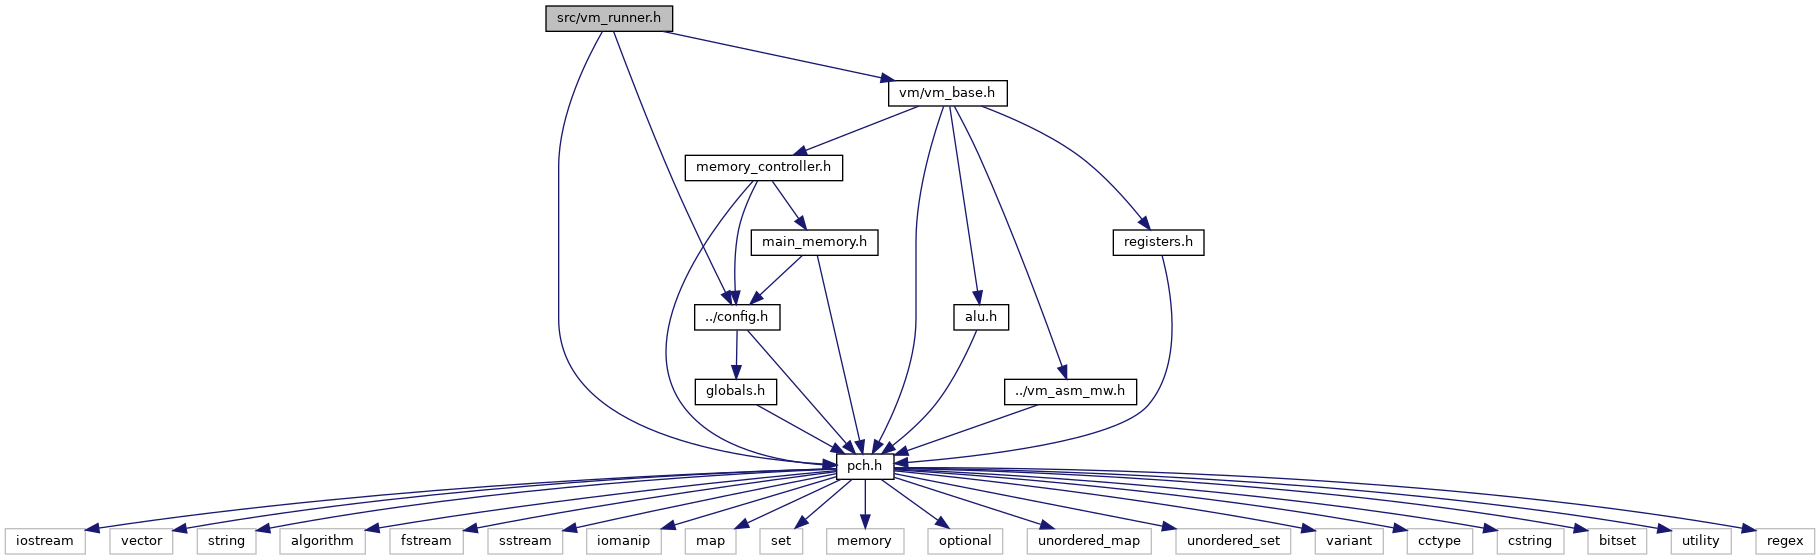 src/vm_runner.h
vm/vm_base.h
memory_controller.h
main_memory.h
registers.h
../config.h
alu.h
globals.h
../vm_asm_mw.h
pch.h
iostream
vector
string
algorithm
fstream
sstream
iomanip
map
set
memory
optional
unordered_map
unordered_set
variant
cctype
cstring
bitset
utility
regex